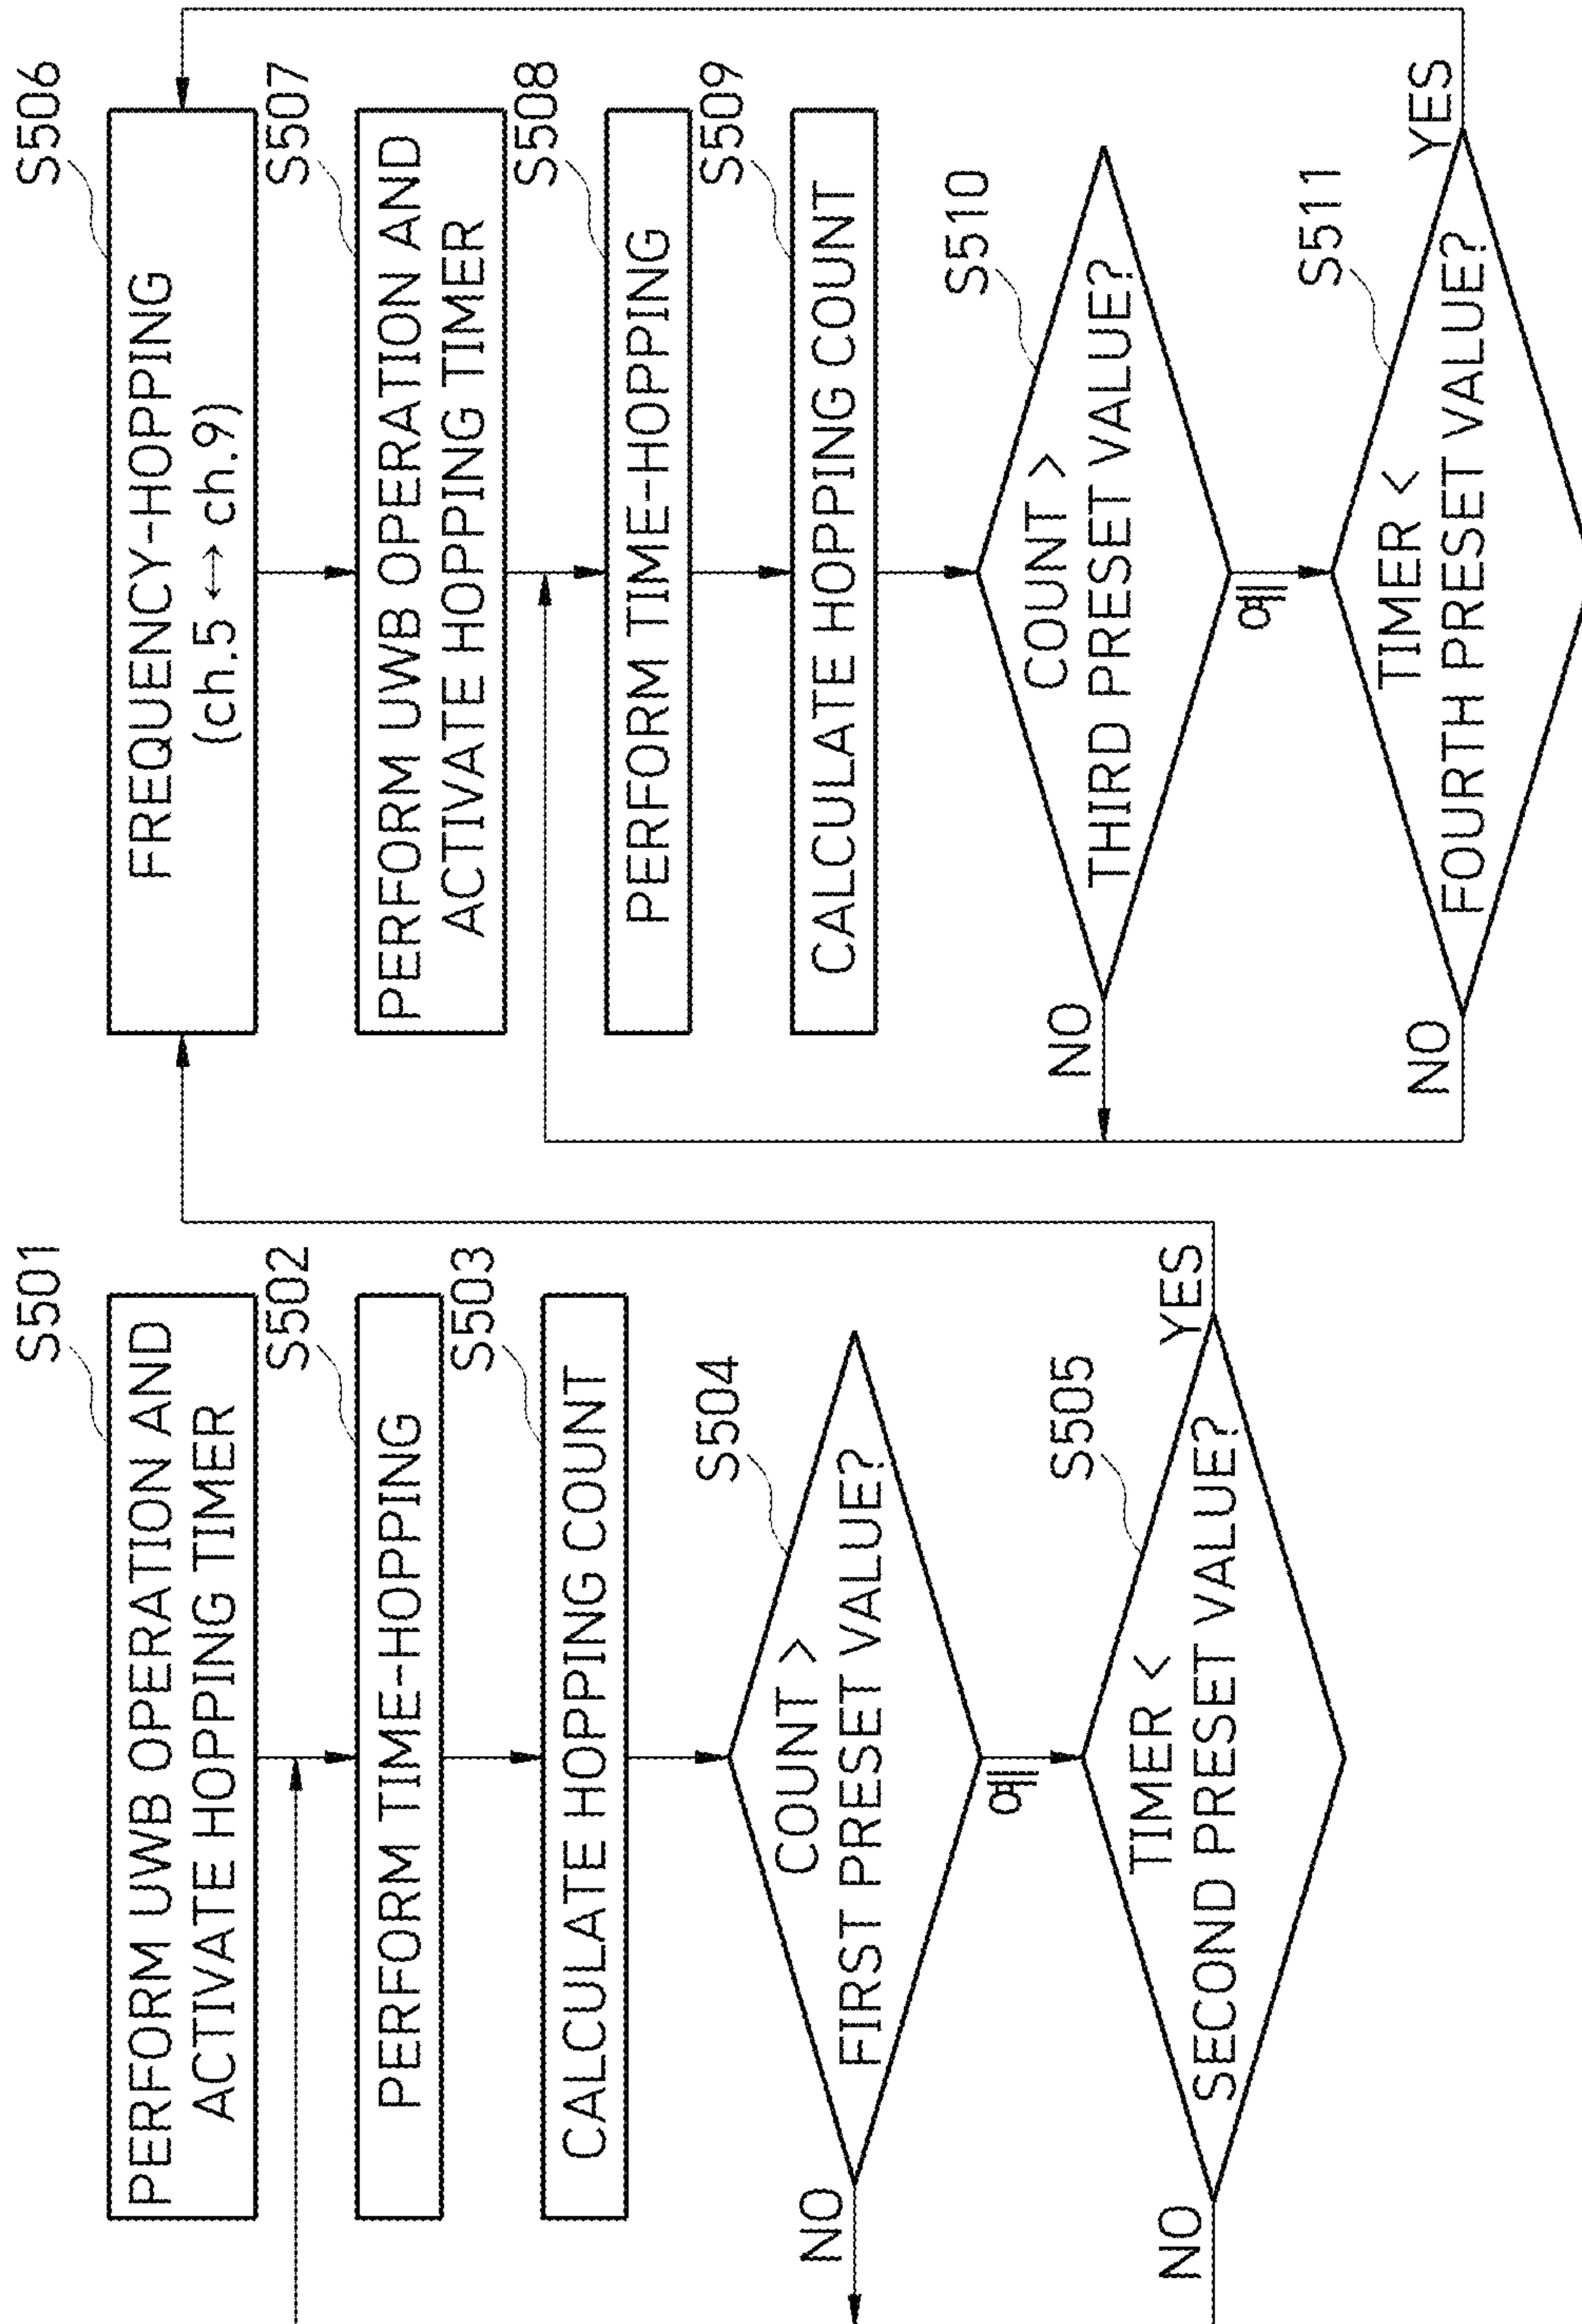 S501
PERFORM UWB OPERATION AND
ACTIVATE HOPPING TIMER
S502
PERFORM TIME-HOPPING
S503
CALCULATE HOPPING COUNT
S504
COUNT >
FIRST PRESET VALUE?
NO
예
S505
TIMER <
SECOND PRESET VALUE?
NO
YES
S506
FREQUENCY-HOPPING
(ch.5 ↔ ch.9)
S507
PERFORM UWB OPERATION AND
ACTIVATE HOPPING TIMER
S508
PERFORM TIME-HOPPING
S509
CALCULATE HOPPING COUNT
S510
COUNT >
THIRD PRESET VALUE?
NO
예
S511
TIMER <
FOURTH PRESET VALUE?
NO
YES